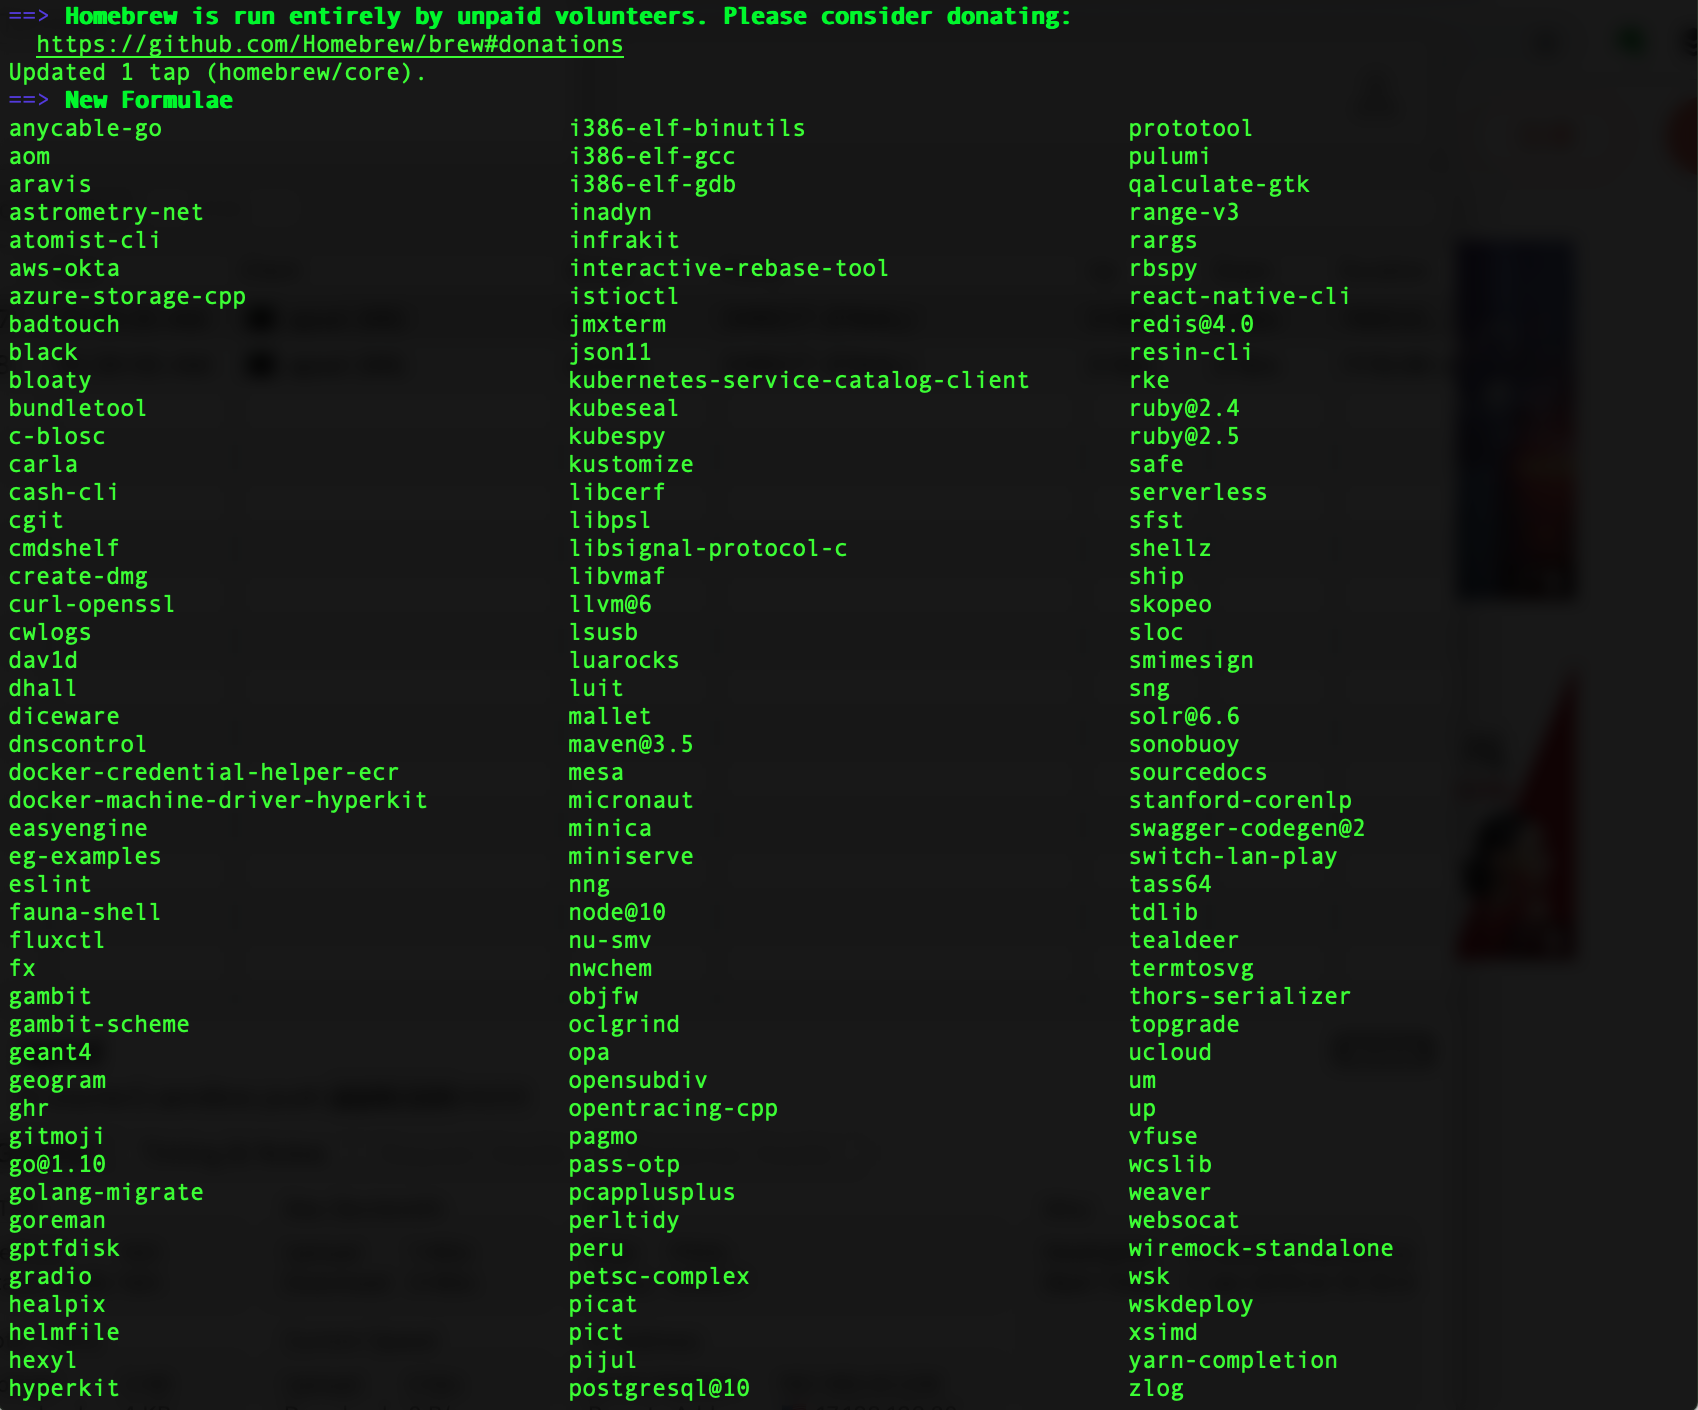 ==> Homebrew is run entirely by unpaid volunteers. Please consider donating:
  https://github.com/Homebrew/brew#donations
Updated 1 tap (homebrew/core).
==> New Formulae
anycable-go i386-elf-binutils prototool
aom i386-elf-gcc pulumi
aravis i386-elf-gdb qalculate-gtk
astrometry-net inadyn range-v3
atomist-cli infrakit rargs
aws-okta interactive-rebase-tool rbspy
azure-storage-cpp istioctl react-native-cli
badtouch jmxterm redis@4.0
black json11 resin-cli
bloaty kubernetes-service-catalog-client rke
bundletool kubeseal ruby@2.4
c-blosc kubespy ruby@2.5
carla kustomize safe
cash-cli libcerf serverless
cgit libpsl sfst
cmdshelf libsignal-protocol-c shellz
create-dmg libvmaf ship
curl-openssl llvm@6 skopeo
cwlogs lsusb sloc
dav1d luarocks smimesign
dhall luit sng
diceware mallet solr@6.6
dnscontrol maven@3.5 sonobuoy
docker-credential-helper-ecr mesa sourcedocs
docker-machine-driver-hyperkit micronaut stanford-corenlp
easyengine minica swagger-codegen@2
eg-examples miniserve switch-lan-play
eslint nng tass64
fauna-shell node@10 tdlib
fluxctl nu-smv tealdeer
fx nwchem termtosvg
gambit objfw thors-serializer
gambit-scheme oclgrind topgrade
geant4 opa ucloud
geogram opensubdiv um
ghr opentracing-cpp up
gitmoji pagmo vfuse
go@1.10 pass-otp wcslib
golang-migrate pcapplusplus weaver
goreman perltidy websocat
gptfdisk peru wiremock-standalone
gradio petsc-complex wsk
healpix picat wskdeploy
helmfile pict xsimd
hexyl pijul yarn-completion
hyperkit postgresql@10 zlog